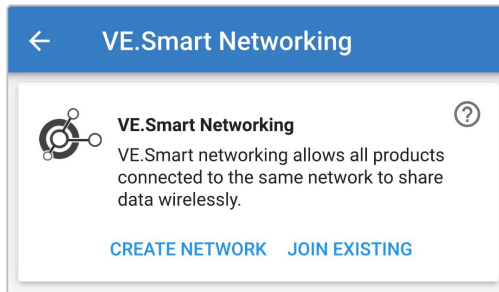 VE.Smart Networking
VE.Smart Networking
VE.Smart networking allows all products
connected to the same network to share
data wirelessly.
CREATE NETWORK JOIN EXISTING